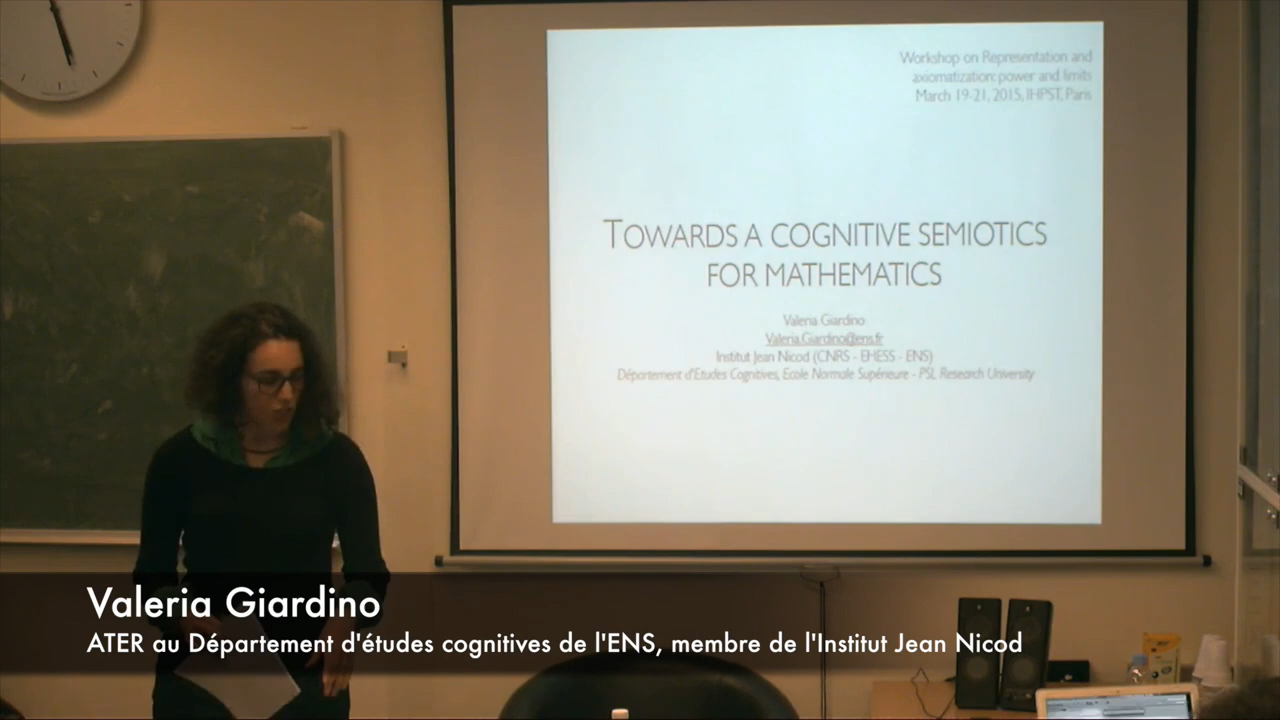 Workshop on Representation and
axiomatization: power and limits
March 19-21, 2015, IHPST, Paris
TOWARDS A COGNITIVE SEMIOTICS
FOR MATHEMATICS
Valeria Giardino
Valeria.Giardino@ens.fr
Institut Jean Nicod (CNRS - EHESS - ENS)
Département d'Etudes Cognitives, Ecole Normale Supérieure - PSL Research University
Valeria Giardino
ATER au Département d'études cognitives de l'ENS, membre de l'Institut Jean Nicod